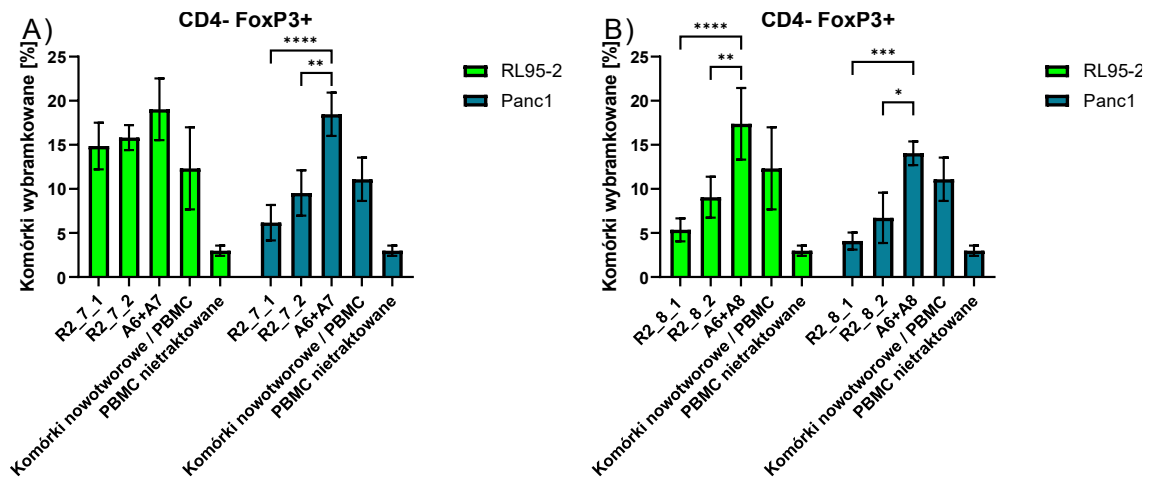 A)
CD4- FoxP3+
Komórki wybramkowane [%]
25
20
15
10
5
0
****
**
RL95-2
Panc1
R2_7_1
R2_7_2
A6+A7
Komórki nowotworowe / PBMC
PBMC nietraktowane
R2_7_1
R2_7_2
A6+A7
Komórki nowotworowe / PBMC
PBMC nietraktowane
B)
CD4- FoxP3+
Komórki wybramkowane [%]
25
20
15
10
5
0
****
**
***
*
RL95-2
Panc1
R2_8_1
R2_8_2
A6+A8
Komórki nowotworowe / PBMC
PBMC nietraktowane
R2_8_1
R2_8_2
A6+A8
Komórki nowotworowe / PBMC
PBMC nietraktowane